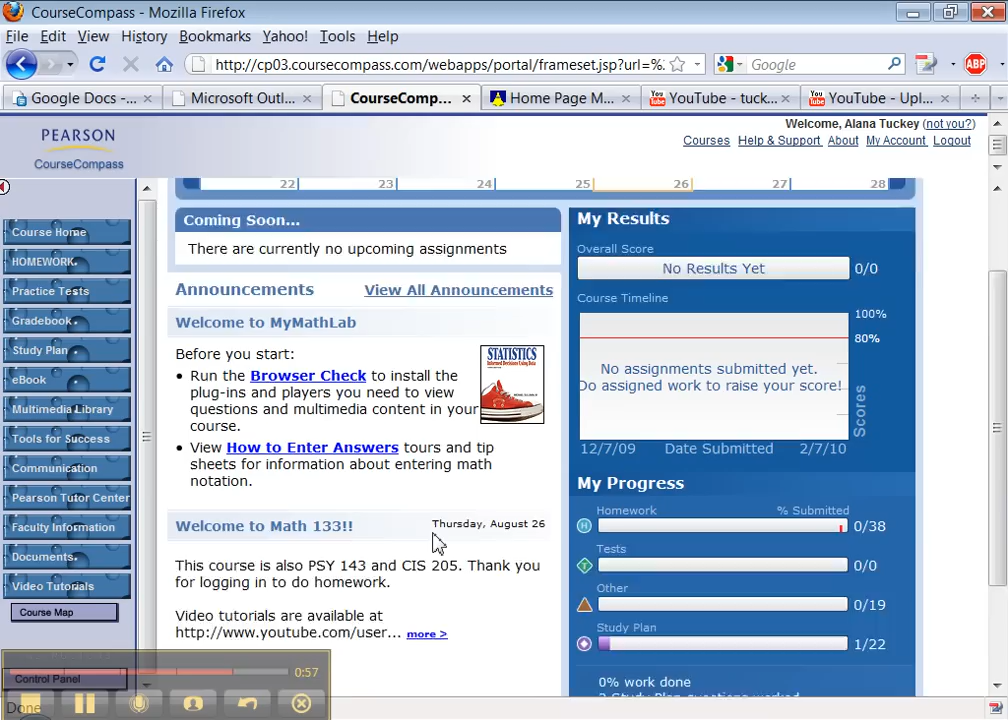 CourseCompass - Mozilla Firefox
File Edit View History Bookmarks Yahoo! Tools Help
http://cp03.coursecompass.com/webapps/portal/frameset.jsp?url=%:
Google
ABP
Google Docs -...
Microsoft Outl...
CourseComp...
Home Page M...
YouTube - tuck...
YouTube - Upl...
PEARSON
CourseCompass
Welcome, Alana Tuckey (not you?)
Courses Help & Support About My Account Logout
22 23 24 25 26 27 28
Course Home
HOMEWORK
Practice Tests
Gradebook
Study Plan
eBook
Multimedia Library
Tools for Success
Communication
Pearson Tutor Center
Faculty Information
Documents
Video Tutorials
Course Map
Control Panel
Coming Soon...
There are currently no upcoming assignments
Announcements View All Announcements
Welcome to MyMathLab
Before you start:
• Run the Browser Check to install the
plug-ins and players you need to view
questions and multimedia content in your
course.
• View How to Enter Answers tours and tip
sheets for information about entering math
notation.
STATISTICS
Welcome to Math 133!! Thursday, August 26
This course is also PSY 143 and CIS 205. Thank you
for logging in to do homework.
Video tutorials are available at
http://www.youtube.com/user... more >
My Results
Overall Score
No Results Yet 0/0
Course Timeline
100%
80%
No assignments submitted yet.
Do assigned work to raise your score!
Scores
12/7/09 Date Submitted 2/7/10
My Progress
Homework % Submitted
H 0/38
Tests
T 0/0
Other
0/19
Study Plan
1/22
0% work done
0:57
Done